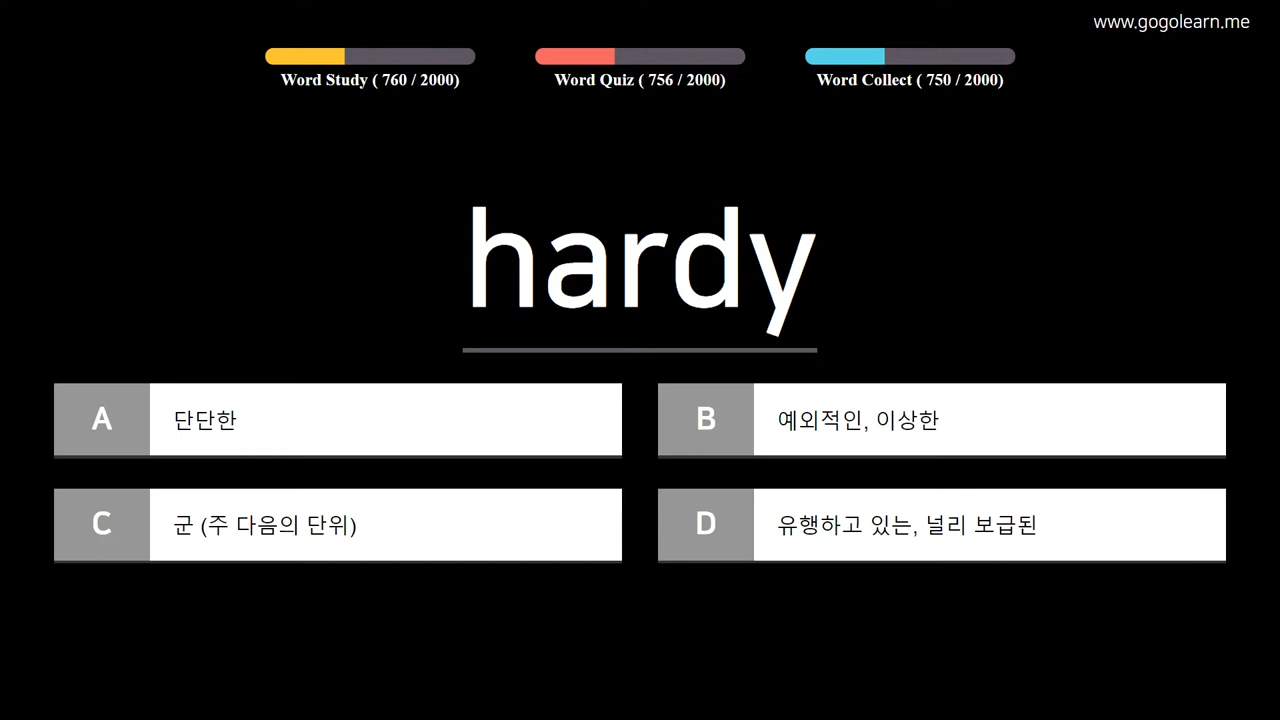 www.gogolearn.me
Word Study ( 760 / 2000)
Word Quiz ( 756 / 2000)
Word Collect ( 750 / 2000)
hardy
A 단단한
B 예외적인, 이상한
C 군 (주 다음의 단위)
D 유행하고 있는, 널리 보급된